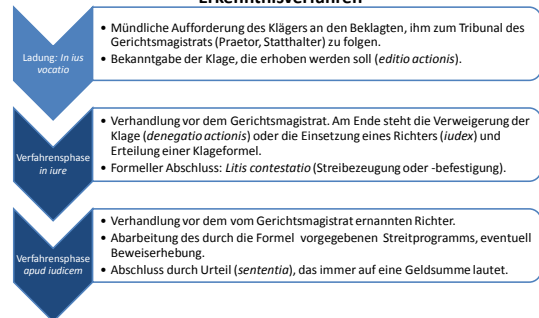 Erkenntnisverfahren
Ladung: In ius
vocatio
• Mündliche Aufforderung des Klägers an den Beklagten, ihm zum Tribunal des
Gerichtsmagistrats (Praetor, Statthalter) zu folgen.
• Bekanntgabe der Klage, die erhoben werden soll (editio actionis).
Verfahrensphase
in iure
• Verhandlung vor dem Gerichtsmagistrat. Am Ende steht die Verweigerung der
Klage (denegatio actionis) oder die Einsetzung eines Richters (iudex) und
Erteilung einer Klageformel.
• Formeller Abschluss: Litis contestatio (Streibezeugung oder -befestigung).
Verfahrensphase
apud iudicem
• Verhandlung vor dem vom Gerichtsmagistrat ernannten Richter.
• Abarbeitung des durch die Formel vorgegebenen Streitprogramms, eventuell
Beweiserhebung.
• Abschluss durch Urteil (sententia), das immer auf eine Geldsumme lautet.